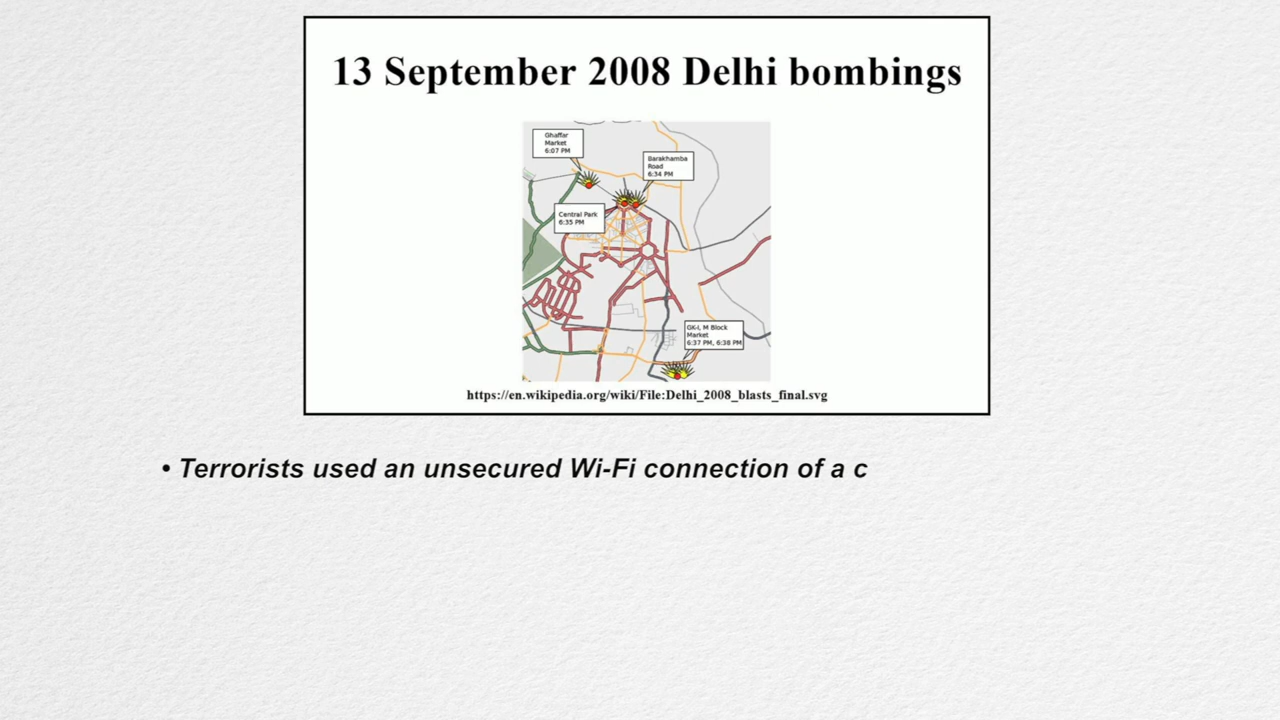 13 September 2008 Delhi bombings
Ghaffar
Market
6:07 PM
Barakhamba
Road
6:34 PM
Central Park
6:35 PM
GK-I, M Block
Market
6:37 PM, 6:38 PM
https://en.wikipedia.org/wiki/File:Delhi_2008_blasts_final.svg
• Terrorists used an unsecured Wi-Fi connection of a c